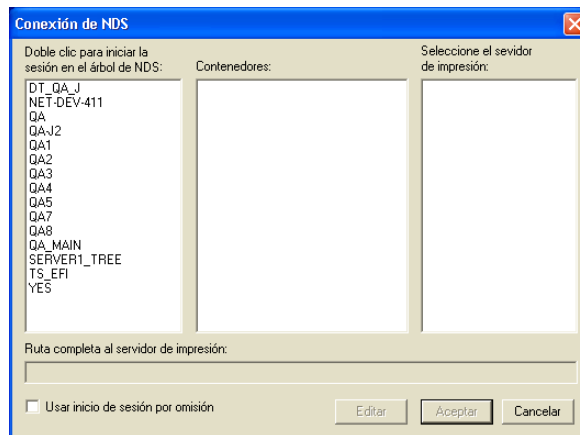 Conexión de NDS
Doble clic para iniciar la
sesión en el árbol de NDS:
Contenedores:
Seleccione el sevidor
de impresión:
DT_QA_J
NET-DEV-411
QA
QA-J2
QA1
QA2
QA3
QA4
QA5
QA7
QA8
QA_MAIN
SERVER1_TREE
TS_EFI
YES
Ruta completa al servidor de impresión:
Usar inicio de sesión por omisión
Editar
Aceptar
Cancelar